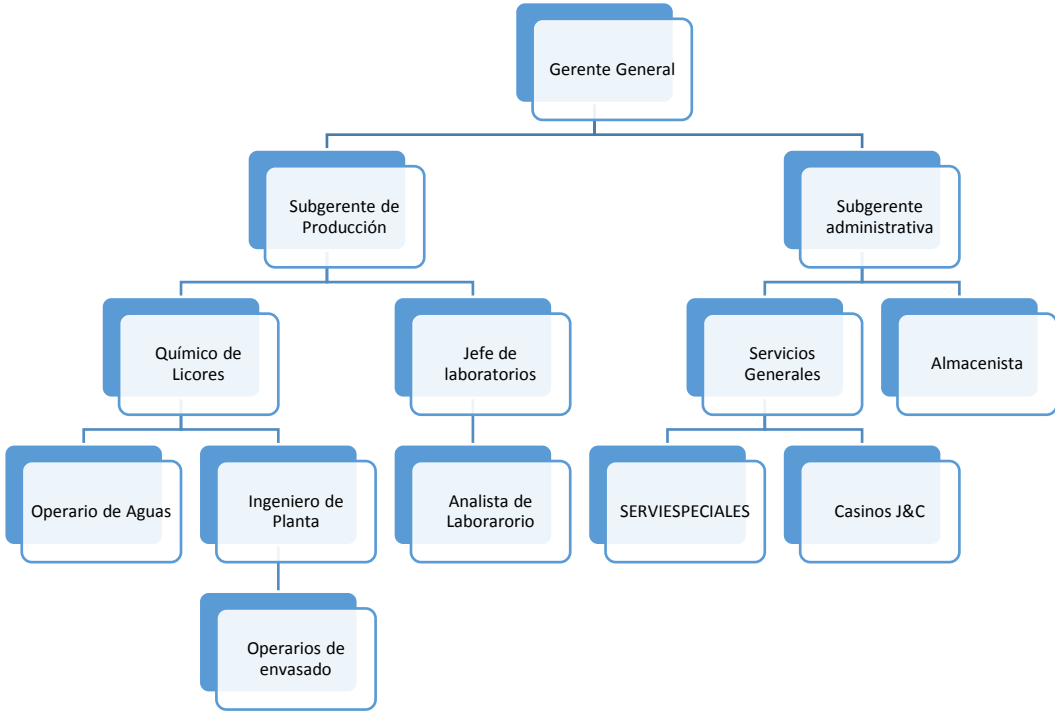 Gerente General
Subgerente de
Producción
Subgerente
administrativa
Químico de
Licores
Jefe de
laboratorios
Servicios
Generales
Almacenista
Operario de Aguas
Ingeniero de
Planta
Analista de
Laborarorio
SERVIESPECIALES
Casinos J&C
Operarios de
envasado